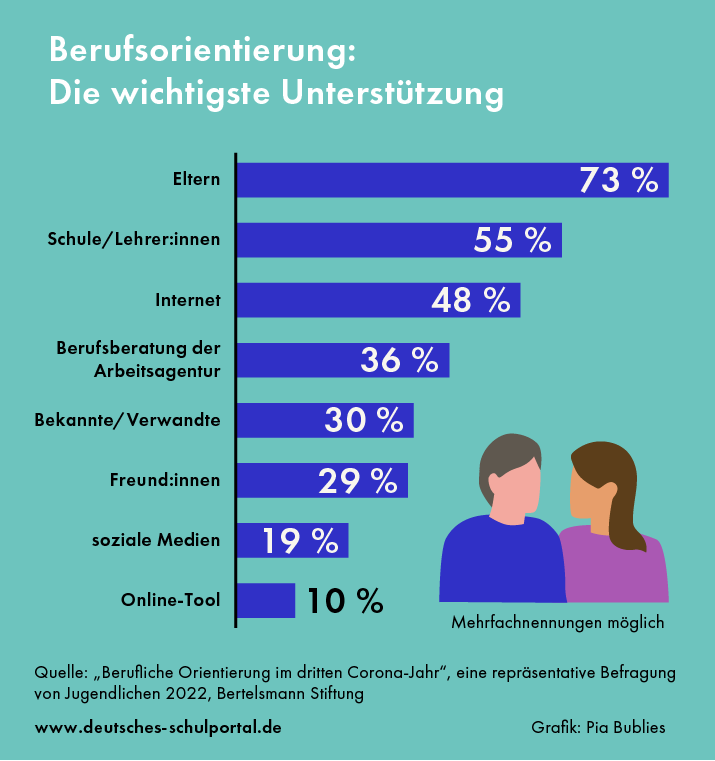 Berufsorientierung:
Die wichtigste Unterstützung
Eltern 73 %
Schule/Lehrer:innen 55 %
Internet 48 %
Berufsberatung der
Arbeitsagentur 36 %
Bekannte/Verwandte 30 %
Freund:innen 29 %
soziale Medien 19 %
Online-Tool 10 %
Mehrfachnennungen möglich
Quelle: „Berufliche Orientierung im dritten Corona-Jahr“, eine repräsentative Befragung
von Jugendlichen 2022, Bertelsmann Stiftung
www.deutsches-schulportal.de Grafik: Pia Bublies